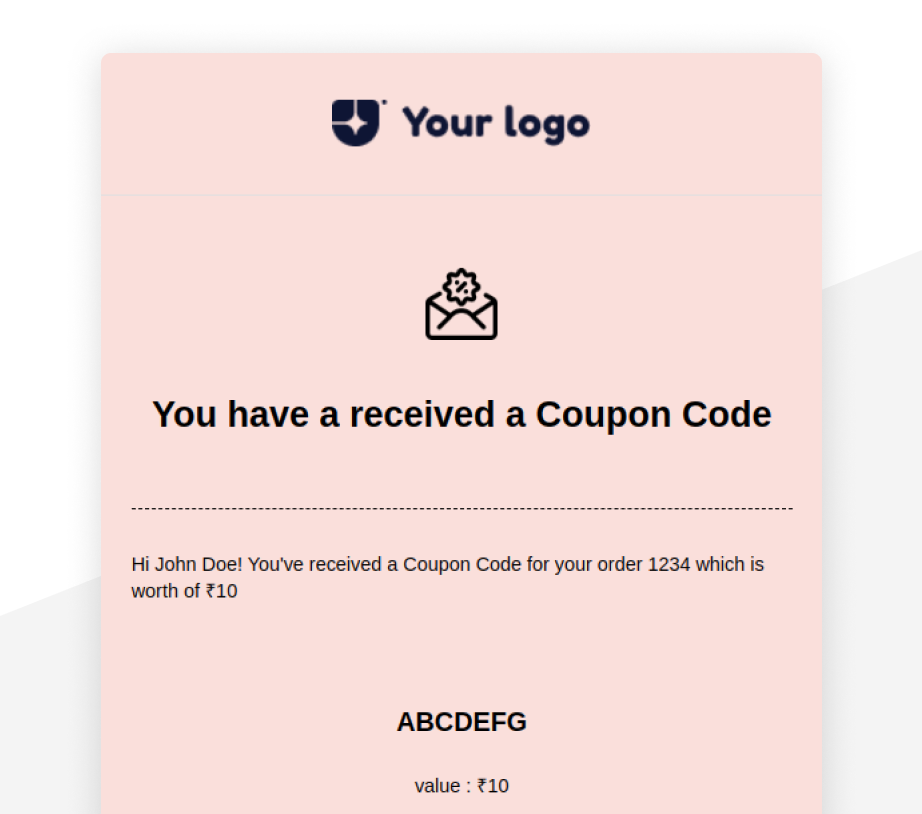 Your logo
You have a received a Coupon Code
Hi John Doe! You've received a Coupon Code for your order 1234 which is
worth of ₹10
ABCDEFG
value : ₹10